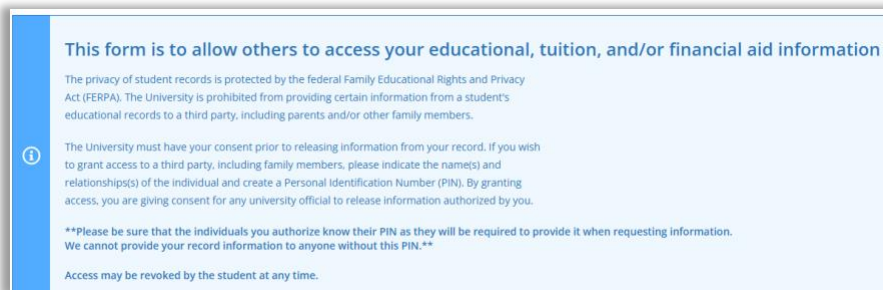 This form is to allow others to access your educational, tuition, and/or financial aid information
The privacy of student records is protected by the federal Family Educational Rights and Privacy
Act (FERPA). The University is prohibited from providing certain information from a student's
educational records to a third party, including parents and/or other family members.
The University must have your consent prior to releasing information from your record. If you wish
to grant access to a third party, including family members, please indicate the name(s) and
relationships(s) of the individual and create a Personal Identification Number (PIN). By granting
access, you are giving consent for any university official to release information authorized by you.
**Please be sure that the individuals you authorize know their PIN as they will be required to provide it when requesting information.
We cannot provide your record information to anyone without this PIN.**
Access may be revoked by the student at any time.